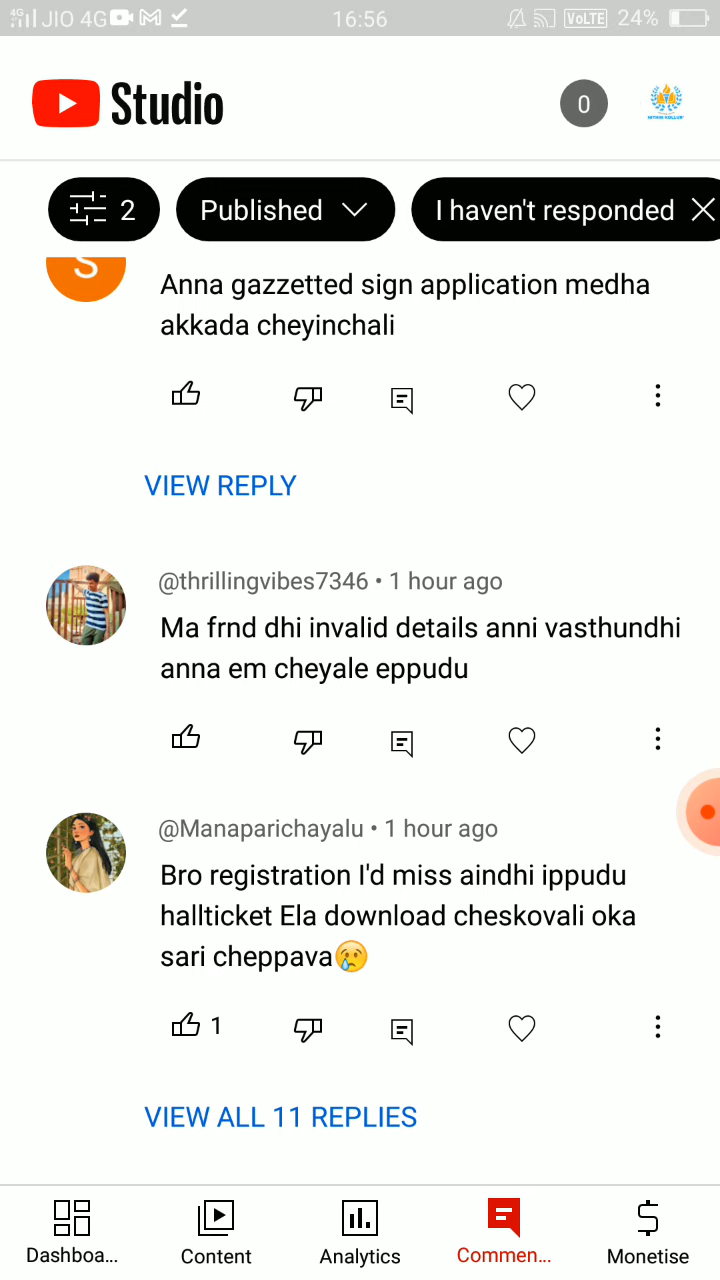 4G JIO 4G 16:56 VoLTE 24%
Studio
0
2 Published I haven't responded
S
Anna gazzetted sign application medha
akkada cheyinchali
VIEW REPLY
@thrillingvibes7346 • 1 hour ago
Ma frnd dhi invalid details anni vasthundhi
anna em cheyale eppudu
@Manaparichayalu • 1 hour ago
Bro registration I'd miss aindhi ippudu
hallticket Ela download cheskovali oka
sari cheppava😢
1
VIEW ALL 11 REPLIES
Dashboa... Content Analytics Commen... Monetise